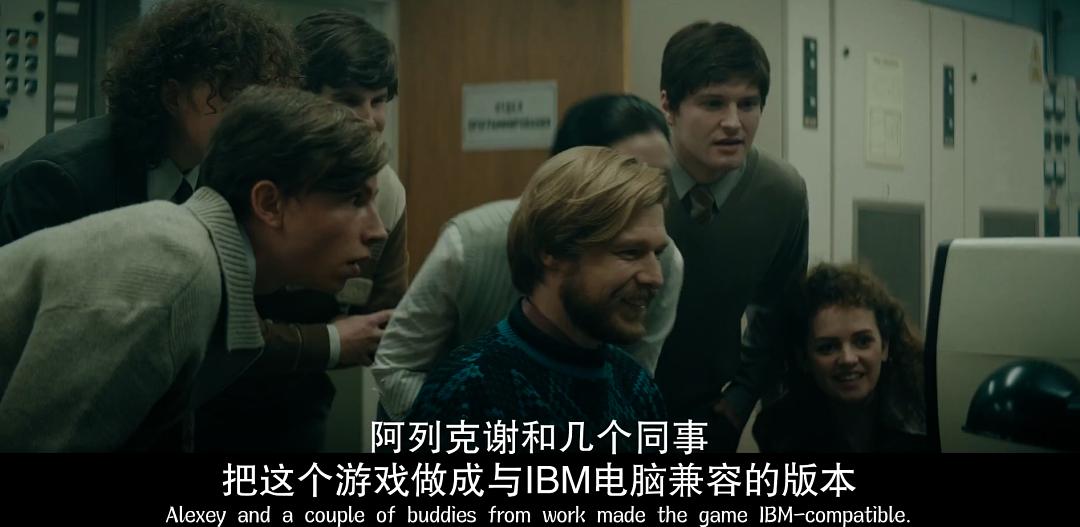 阿列克谢和几个同事
把这个游戏做成与IBM电脑兼容的版本
Alexey and a couple of buddies from work made the game IBM-compatible.